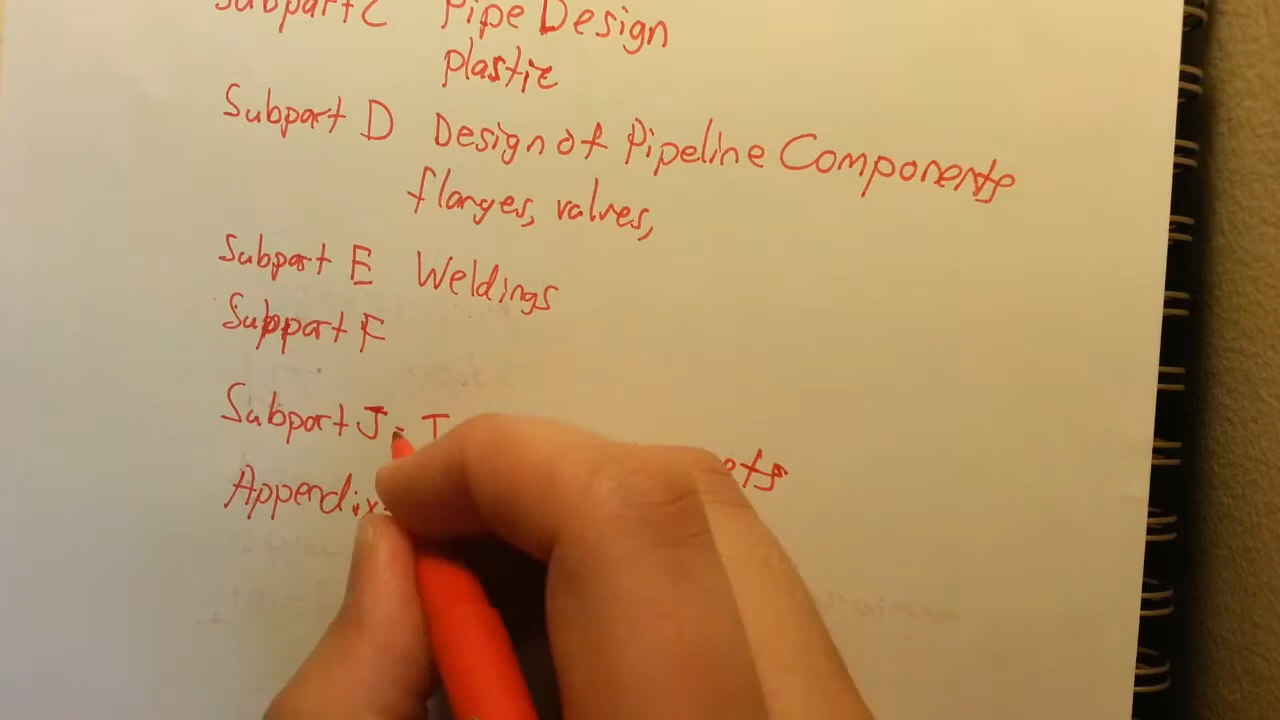 Subpart C Pipe Design
plastic
Subpart D Design of Pipeline Components
flanges, valves,
Subpart E Weldings
Subpart F
Subpart J - T
Appendix